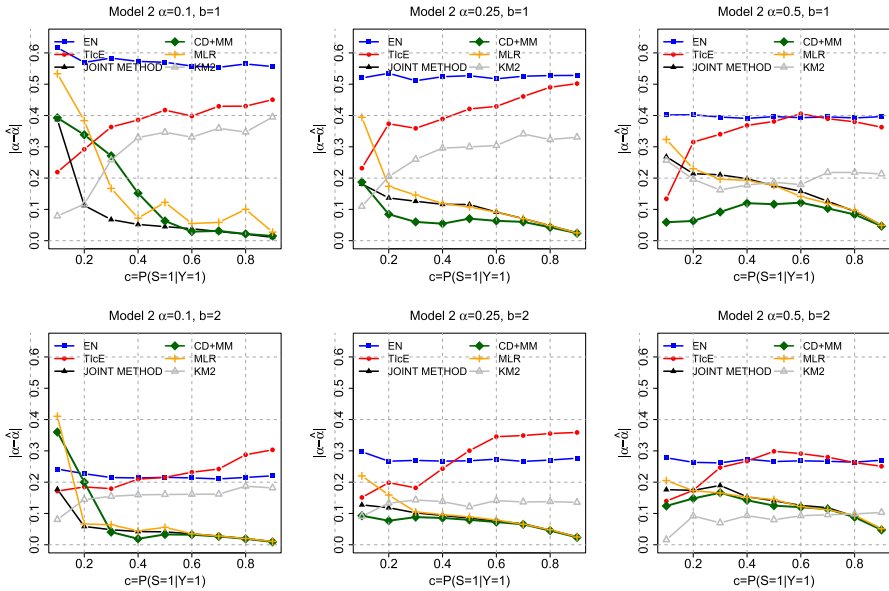 Model 2 α=0.1, b=1
EN
TIcE
JOINT METHOD
CD+MM
MLR
KM2
0.0 0.1 0.2 0.3 0.4 0.5 0.6
|α−α̂|
0.2 0.4 0.6 0.8
c=P(S=1|Y=1)
Model 2 α=0.25, b=1
EN
TIcE
JOINT METHOD
CD+MM
MLR
KM2
0.0 0.1 0.2 0.3 0.4 0.5 0.6
|α−α̂|
0.2 0.4 0.6 0.8
c=P(S=1|Y=1)
Model 2 α=0.5, b=1
EN
TIcE
JOINT METHOD
CD+MM
MLR
KM2
0.0 0.1 0.2 0.3 0.4 0.5 0.6
|α−α̂|
0.2 0.4 0.6 0.8
c=P(S=1|Y=1)
Model 2 α=0.1, b=2
EN
TIcE
JOINT METHOD
CD+MM
MLR
KM2
0.0 0.1 0.2 0.3 0.4 0.5 0.6
|α−α̂|
0.2 0.4 0.6 0.8
c=P(S=1|Y=1)
Model 2 α=0.25, b=2
EN
TIcE
JOINT METHOD
CD+MM
MLR
KM2
0.0 0.1 0.2 0.3 0.4 0.5 0.6
|α−α̂|
0.2 0.4 0.6 0.8
c=P(S=1|Y=1)
Model 2 α=0.5, b=2
EN
TIcE
JOINT METHOD
CD+MM
MLR
KM2
0.0 0.1 0.2 0.3 0.4 0.5 0.6
|α−α̂|
0.2 0.4 0.6 0.8
c=P(S=1|Y=1)